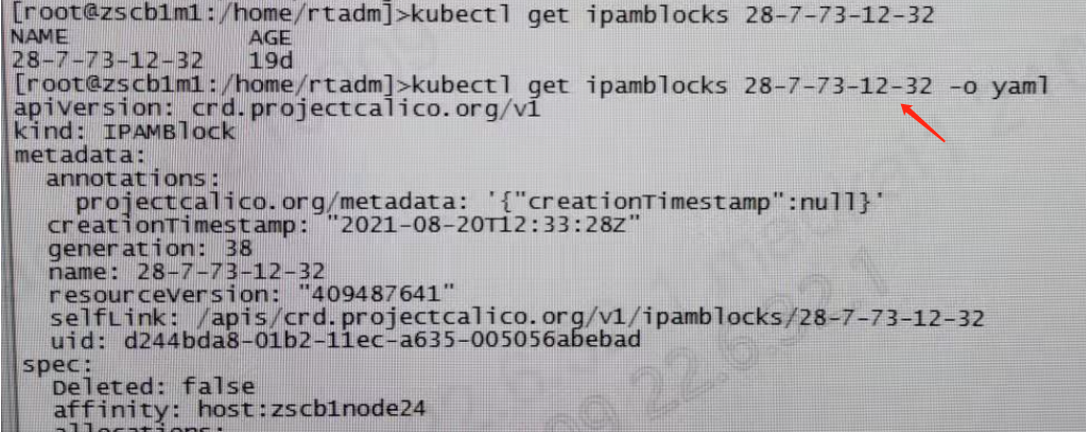 [root@zscb1m1:/home/rtadm]>kubectl get ipamblocks 28-7-73-12-32
NAME AGE
28-7-73-12-32 19d
[root@zscb1m1:/home/rtadm]>kubectl get ipamblocks 28-7-73-12-32 -o yaml
apiVersion: crd.projectcalico.org/v1
kind: IPAMBlock
metadata:
annotations:
projectcalico.org/metadata: '{"creationTimestamp":null}'
creationTimestamp: "2021-08-20T12:33:28Z"
generation: 38
name: 28-7-73-12-32
resourceVersion: "409487641"
selfLink: /apis/crd.projectcalico.org/v1/ipamblocks/28-7-73-12-32
uid: d244bda8-01b2-11ec-a635-005056abebad
spec:
Deleted: false
affinity: host:zscb1node24
allocations: